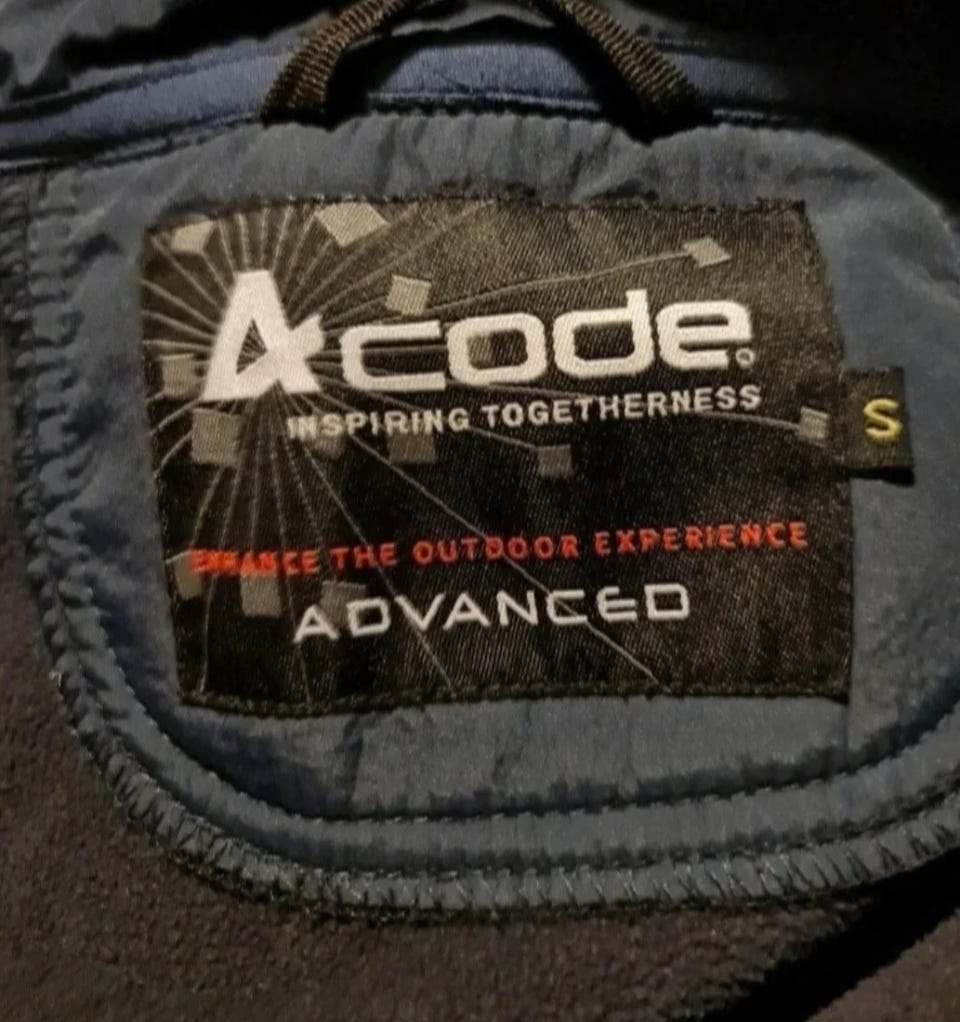 Acode
INSPIRING TOGETHERNESS
S
ENHANCE THE OUTDOOR EXPERIENCE
ADVANCED